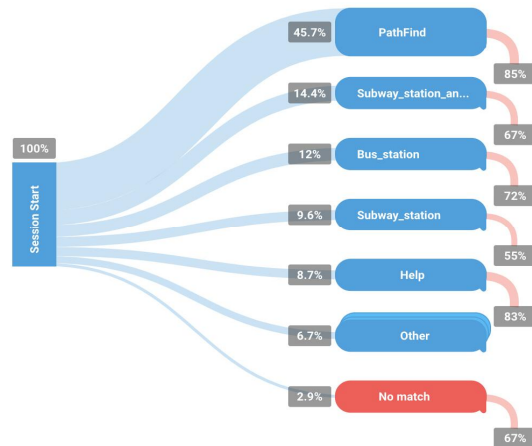 45.7% PathFind
85%
14.4% Subway_station_an...
67%
100%
12% Bus_station
72%
Session Start
9.6% Subway_station
55%
8.7% Help
83%
6.7% Other
2.9% No match
67%